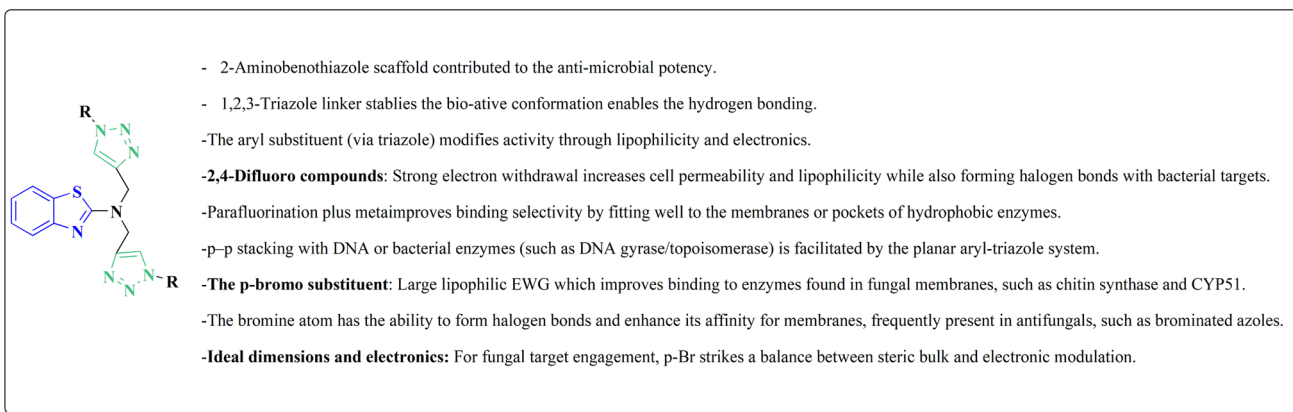 - 2-Aminobenothiazole scaffold contributed to the anti-microbial potency.
- 1,2,3-Triazole linker stablies the bio-ative conformation enables the hydrogen bonding.
-The aryl substituent (via triazole) modifies activity through lipophilicity and electronics.
-2,4-Difluoro compounds: Strong electron withdrawal increases cell permeability and lipophilicity while also forming halogen bonds with bacterial targets.
-Parafluorination plus metaimproves binding selectivity by fitting well to the membranes or pockets of hydrophobic enzymes.
-p–p stacking with DNA or bacterial enzymes (such as DNA gyrase/topoisomerase) is facilitated by the planar aryl-triazole system.
-The p-bromo substituent: Large lipophilic EWG which improves binding to enzymes found in fungal membranes, such as chitin synthase and CYP51.
-The bromine atom has the ability to form halogen bonds and enhance its affinity for membranes, frequently present in antifungals, such as brominated azoles.
-Ideal dimensions and electronics: For fungal target engagement, p-Br strikes a balance between steric bulk and electronic modulation.
R
N N
N
S
N
N
N N R
N